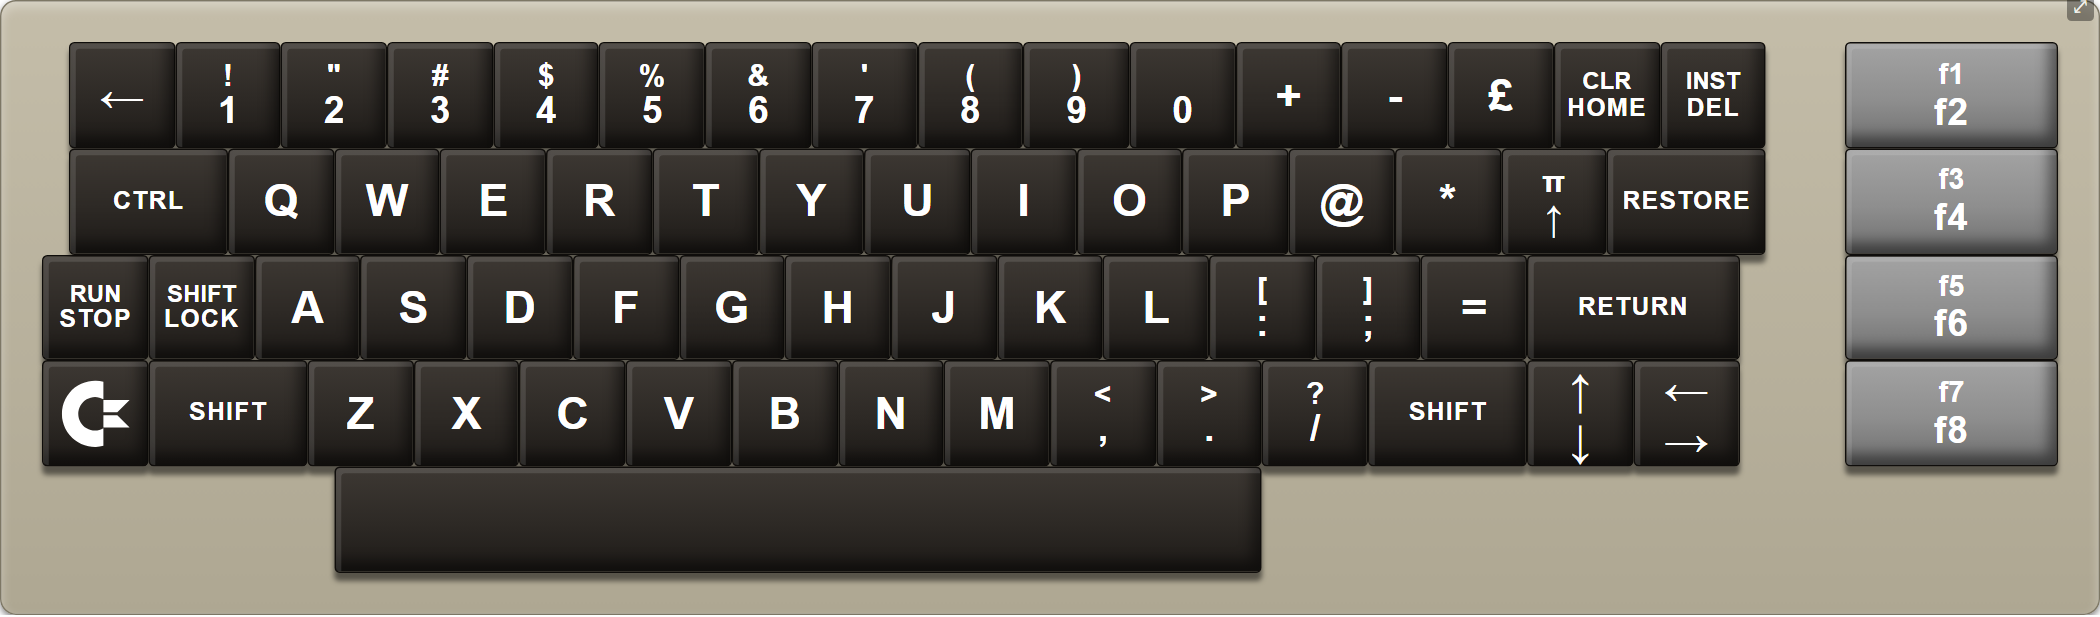 ← ! 1 " 2 # 3 $ 4 % 5 & 6 ' 7 ( 8 ) 9 0 + - £ CLR HOME INST DEL f1 f2
CTRL Q W E R T Y U I O P @ * π ↑ RESTORE f3 f4
RUN STOP SHIFT LOCK A S D F G H J K L [ : ] ; = RETURN f5 f6
SHIFT Z X C V B N M < , > . ? / SHIFT ↑ ↓ ← → f7 f8